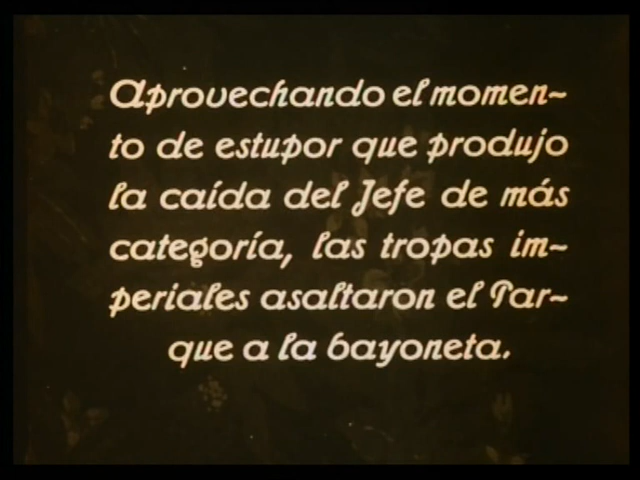 Aprovechando el momen~
to de estupor que produjo
la caída del Jefe de más
categoría, las tropas im~
periales asaltaron el Par~
que a la bayoneta.